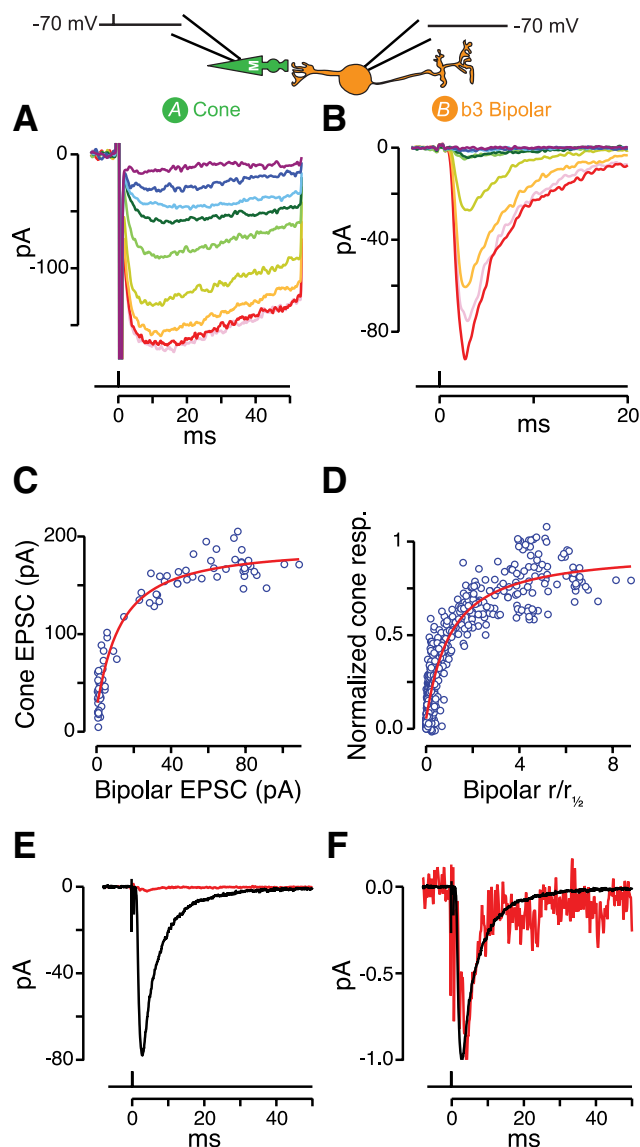 -70 mV
-70 mV
M
A Cone
B b3 Bipolar
A
B
0
-100
pA
0
-40
-80
pA
0
20
40
ms
0
20
ms
C
D
200
100
0
Cone EPSC (pA)
0
40
80
Bipolar EPSC (pA)
1
0.5
0.0
Normalized cone resp.
0
4
8
Bipolar r/r½
E
F
0
-40
-80
pA
0
20
40
ms
0.0
-0.5
-1.0
pA
0
20
40
ms